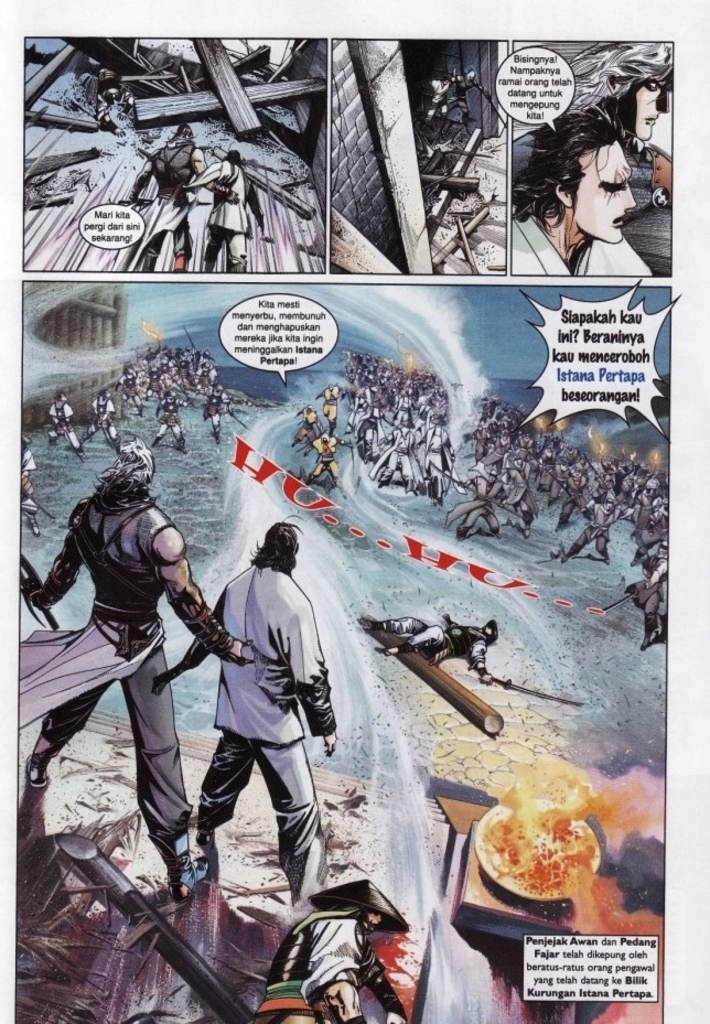 Mari kita
pergi dari sini
sekarang!
Bisingnya!
Nampaknya
ramai orang telah
datang untuk
mengepung
kita!
Kita mesti
menyerbu, membunuh
dan menghapuskan
mereka jika kita ingin
meninggalkan Istana
Pertapa!
Siapakah kau
ini? Beraninya
kau menceroboh
Istana Pertapa
beseorangan!
HU... HU...
Penjejak Awan dan Pedang
Fajar telah dikepung oleh
beratus-ratus orang pengawal
yang telah datang ke Bilik
Kurungan Istana Pertapa.